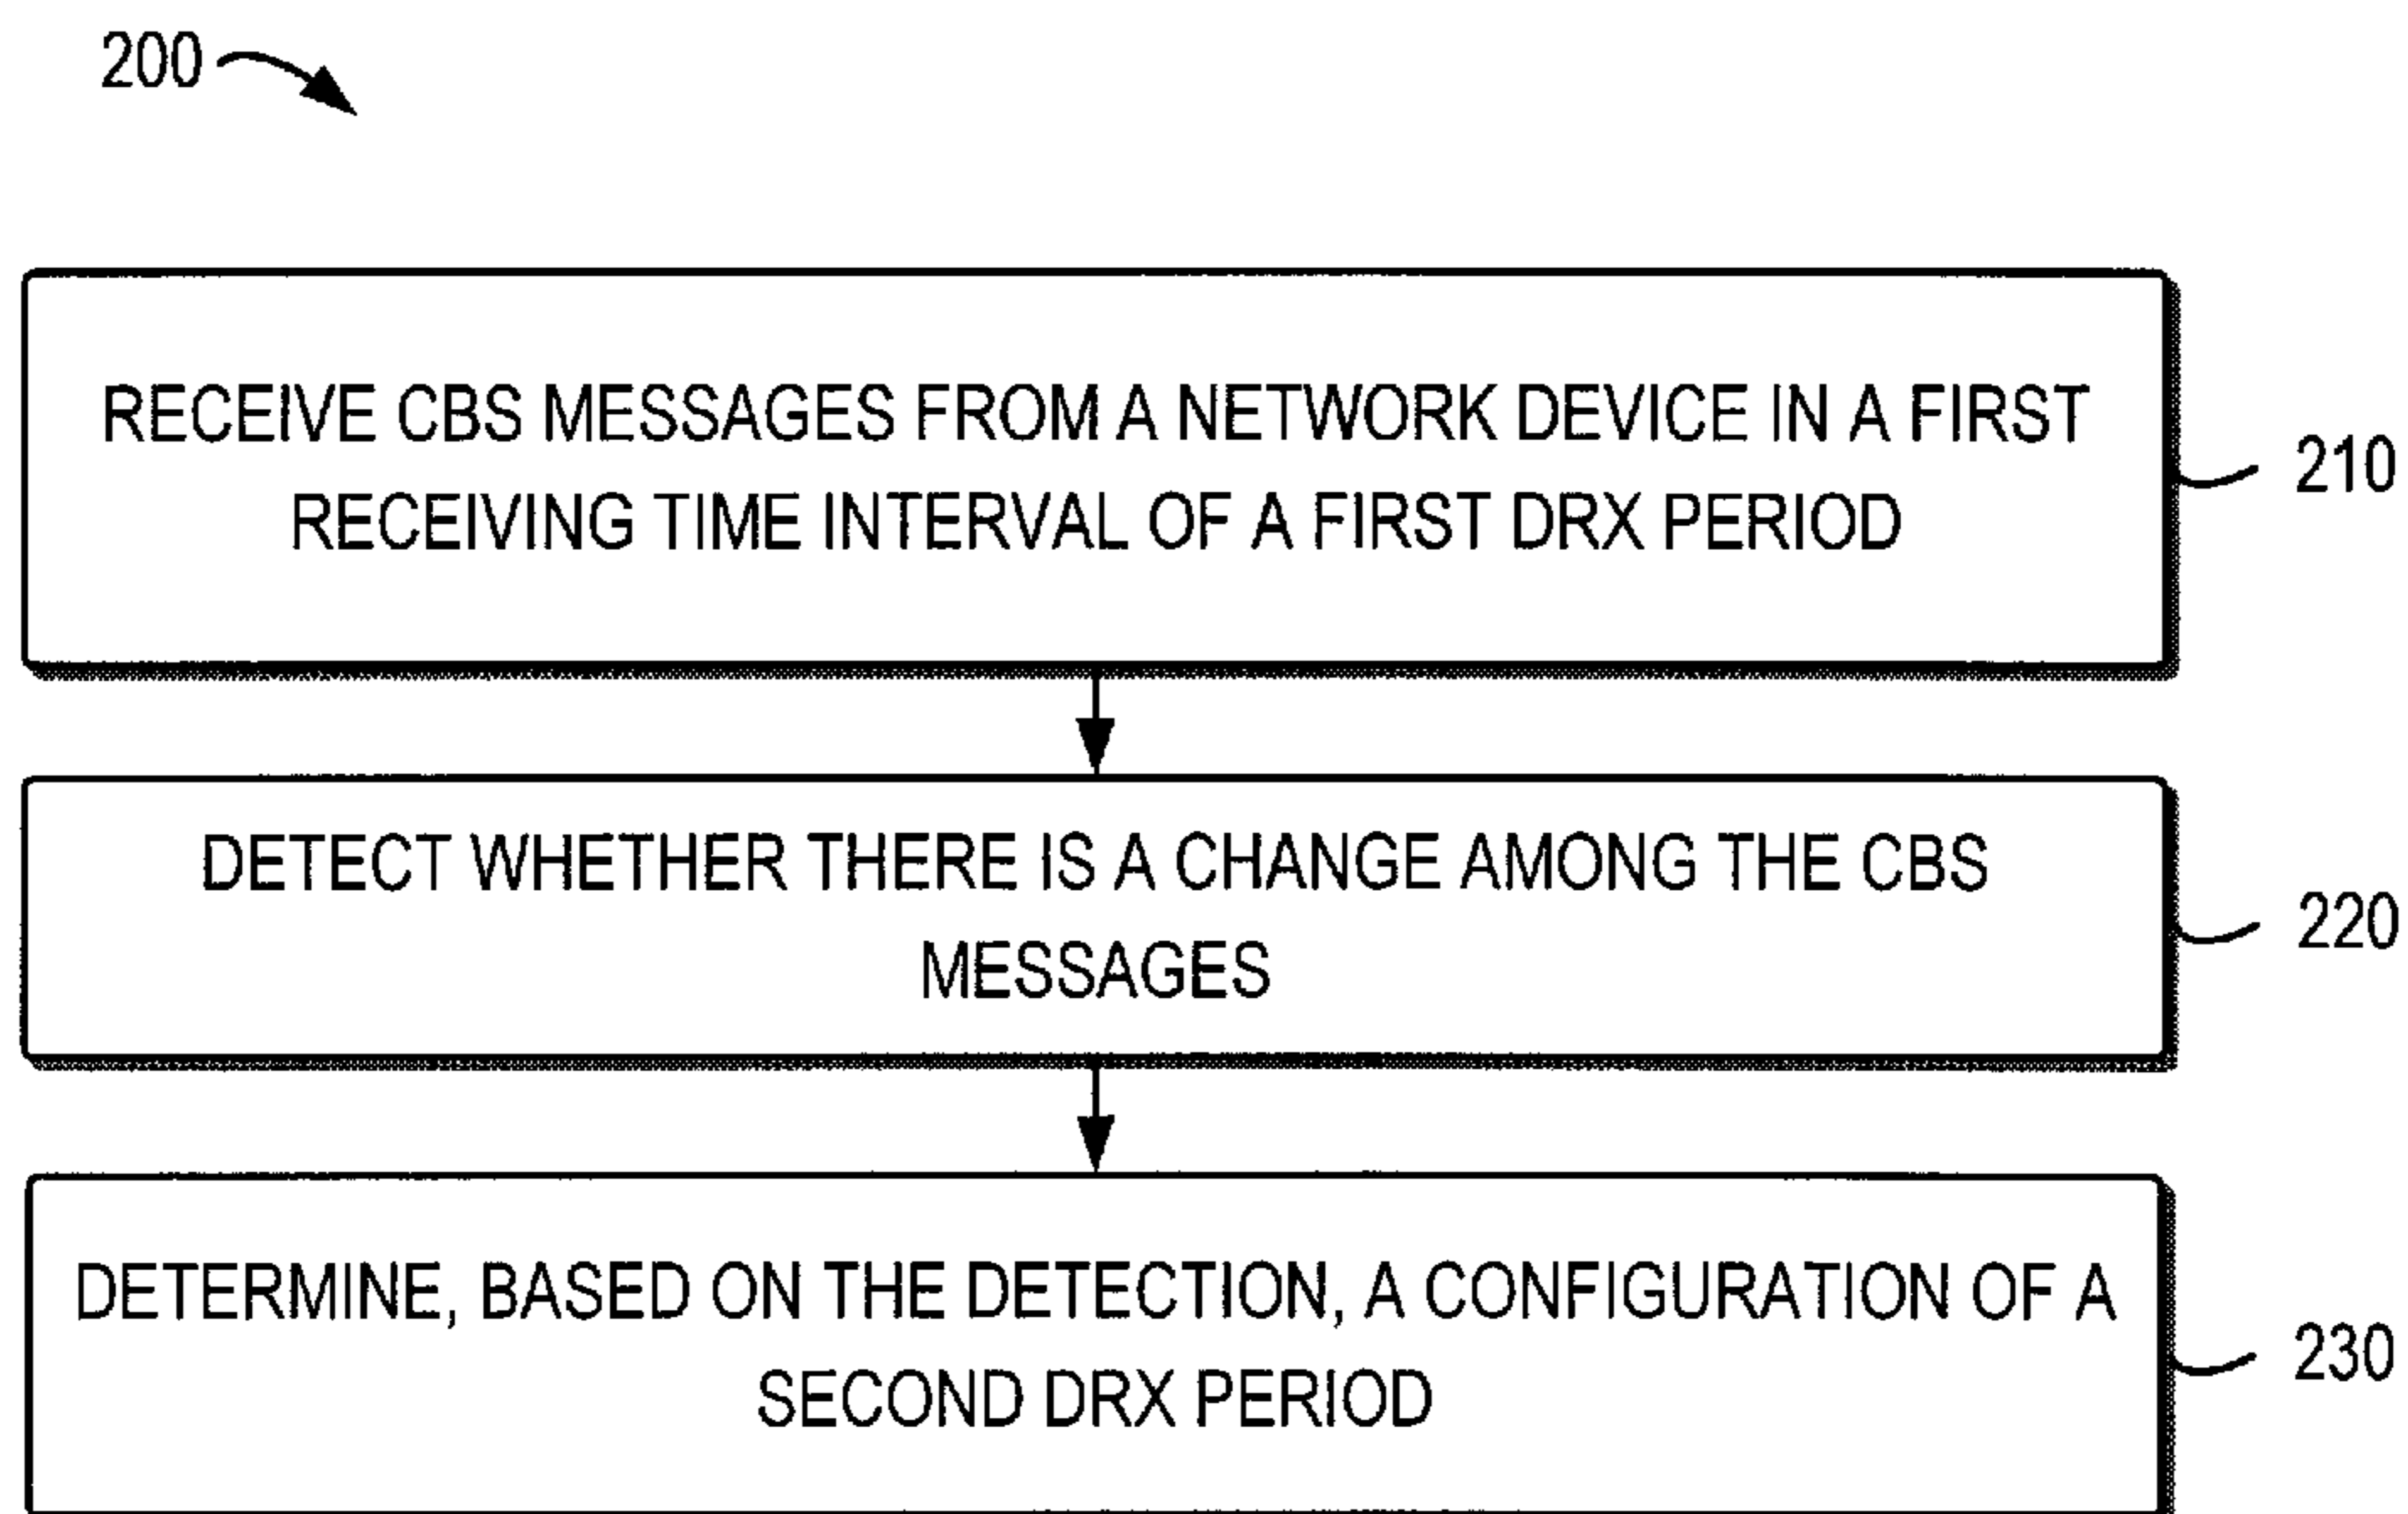 200
RECEIVE CBS MESSAGES FROM A NETWORK DEVICE IN A FIRST
RECEIVING TIME INTERVAL OF A FIRST DRX PERIOD
210
DETECT WHETHER THERE IS A CHANGE AMONG THE CBS
MESSAGES
220
DETERMINE, BASED ON THE DETECTION, A CONFIGURATION OF A
SECOND DRX PERIOD
230